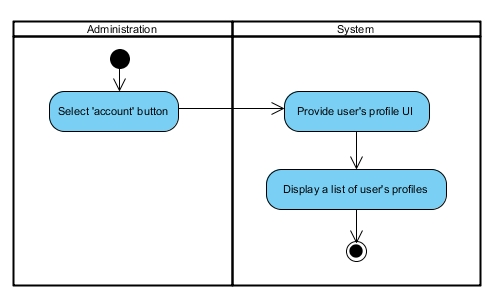 Administration
System
Select 'account' button
Provide user's profile UI
Display a list of user's profiles